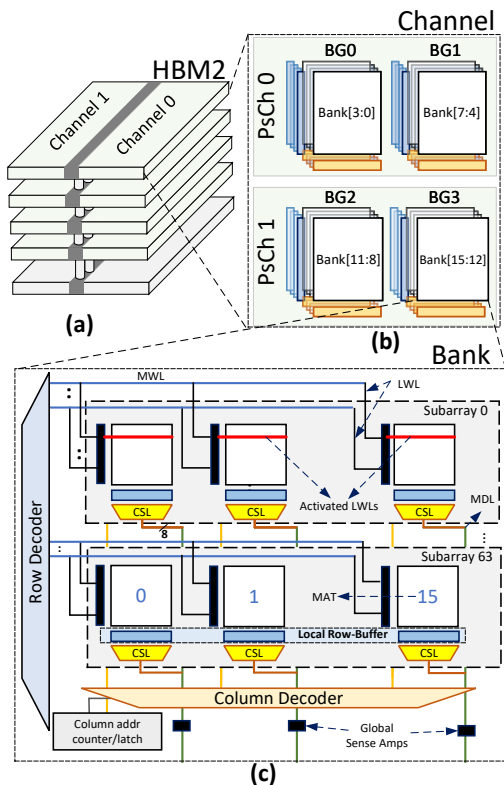 Channel
HBM2
Channel 1
Channel 0
PsCh 0
BG0
BG1
Bank[3:0]
Bank[7:4]
PsCh 1
BG2
BG3
Bank[11:8]
Bank[15:12]
(a)
(b)
Bank
MWL
LWL
Subarray 0
Row Decoder
Activated LWLs
CSL
CSL
CSL
MDL
8
Subarray 63
0
1
MAT
15
Local Row-Buffer
CSL
CSL
CSL
Column Decoder
Column addr
counter/latch
Global
Sense Amps
(c)